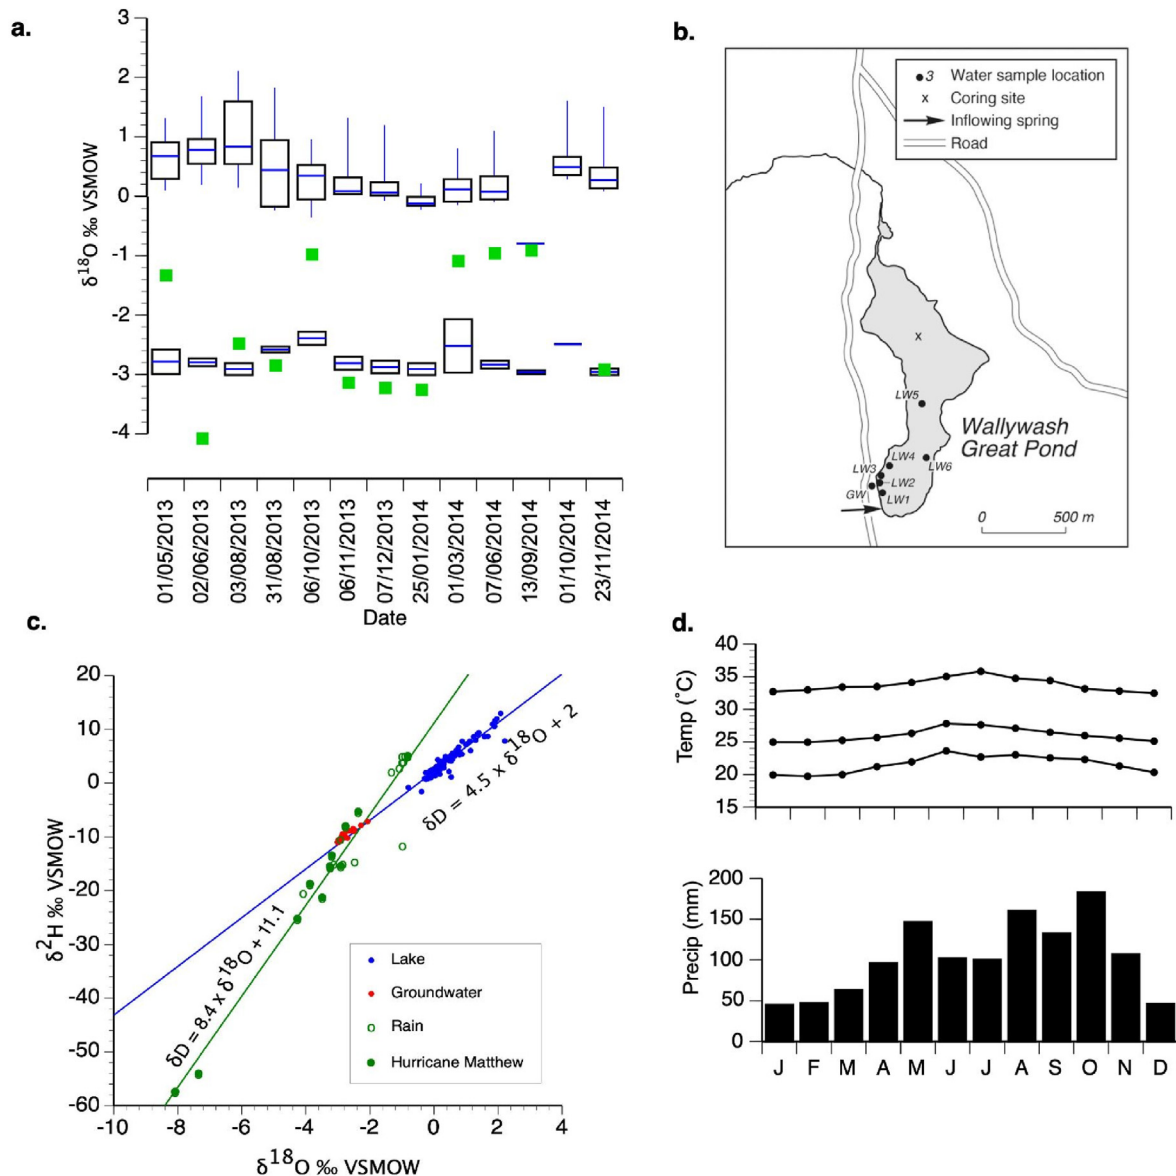 a.
3
2
1
0
-1
-2
-3
-4
δ18O ‰ VSMOW
01/05/2013
02/06/2013
03/08/2013
31/08/2013
06/10/2013
06/11/2013
07/12/2013
25/01/2014
01/03/2014
07/06/2014
13/09/2014
01/10/2014
23/11/2014
Date
b.
3 Water sample location
x Coring site
Inflowing spring
Road
x
LW5
Wallywash
Great Pond
LW4
LW6
LW3
LW2
GW
LW1
0 500 m
c.
20
10
0
-10
-20
-30
-40
-50
-60
δ2H ‰ VSMOW
δD = 4.5 x δ18O + 2
δD = 8.4 x δ18O + 11.1
Lake
Groundwater
Rain
Hurricane Matthew
-10 -8 -6 -4 -2 0 2 4
δ18O ‰ VSMOW
d.
40
35
30
25
20
15
Temp (˚C)
200
150
100
50
0
Precip (mm)
J F M A M J J A S O N D